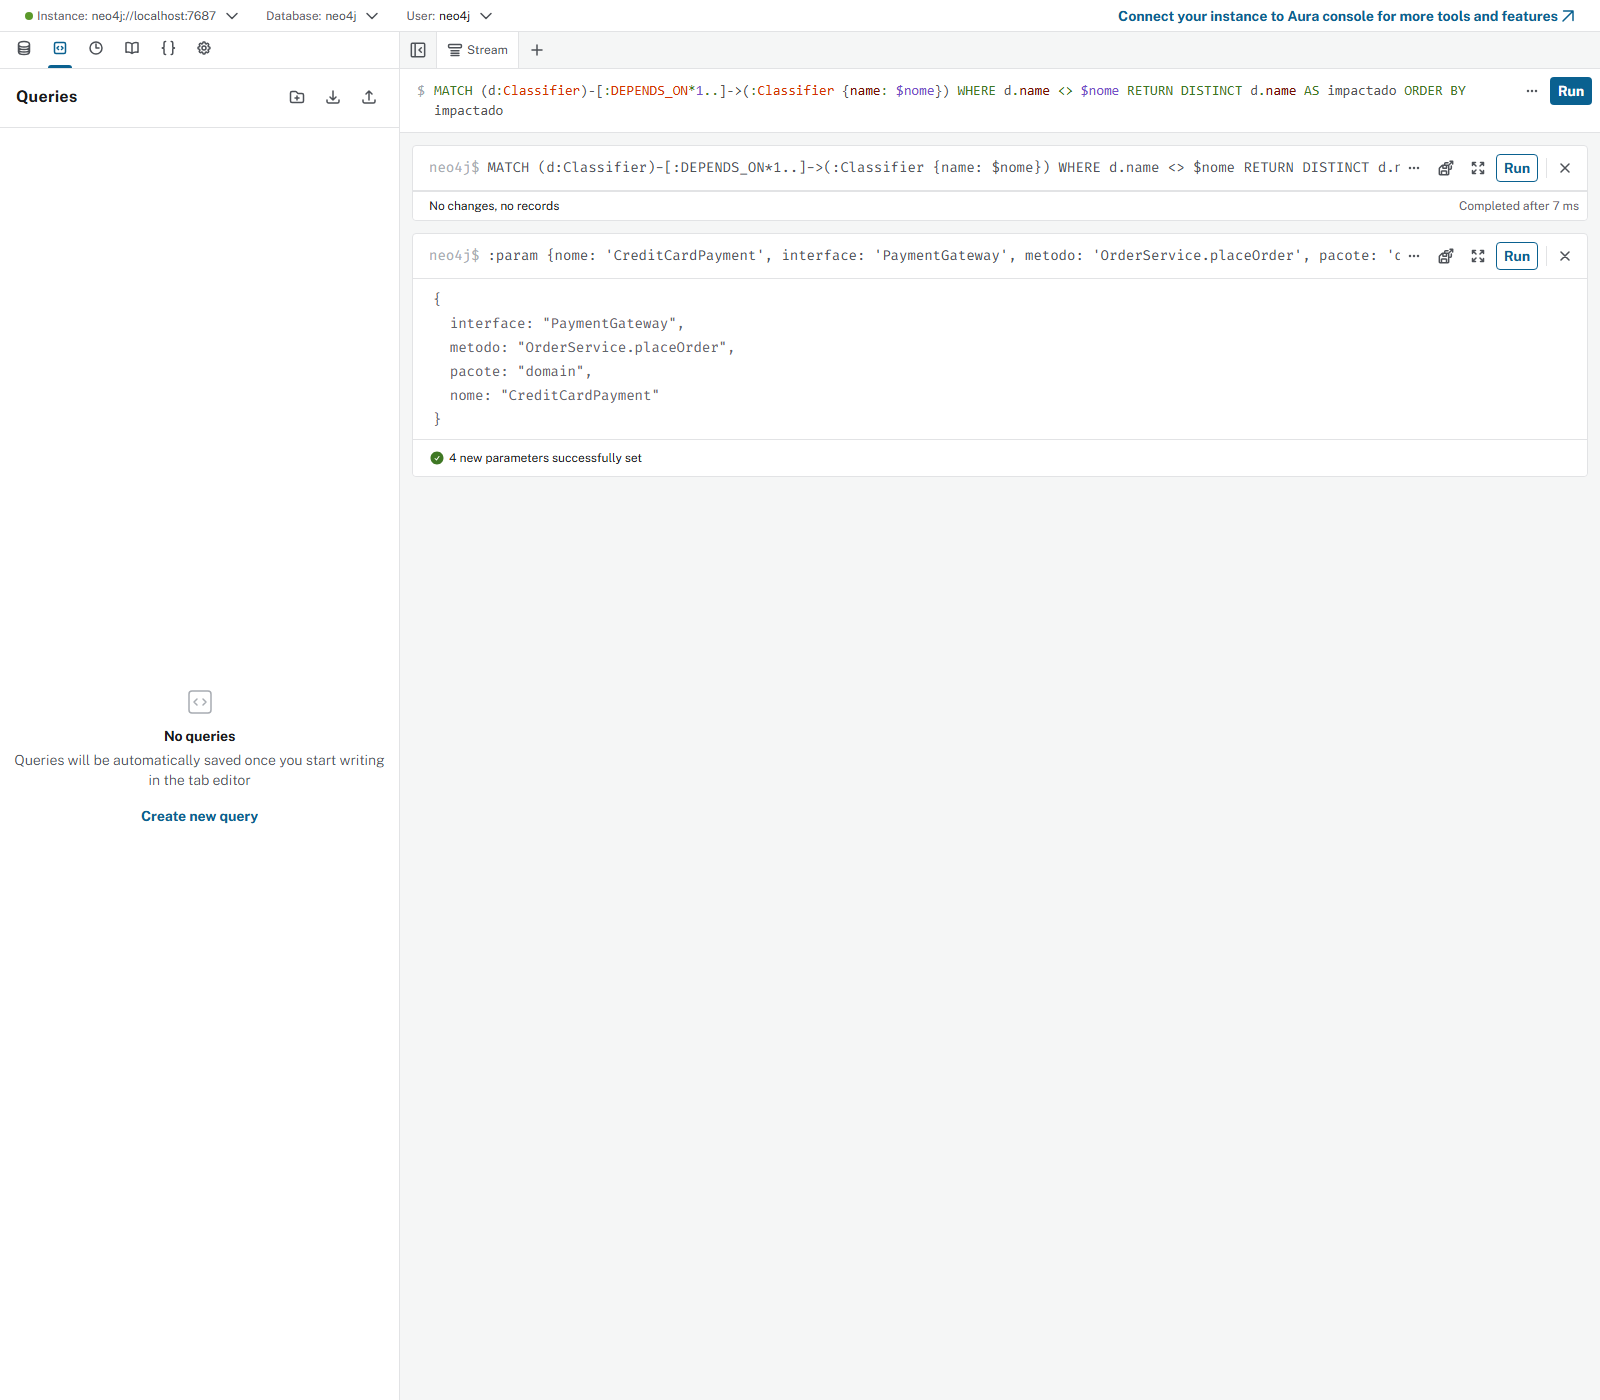 Instance: neo4j://localhost:7687 Database: neo4j User: neo4j Connect your instance to Aura console for more tools and features
Stream
Queries
$ MATCH (d:Classifier)-[:DEPENDS_ON*1..]->(:Classifier {name: $nome}) WHERE d.name <> $nome RETURN DISTINCT d.name AS impactado ORDER BY
impactado
Run
neo4j$ MATCH (d:Classifier)-[:DEPENDS_ON*1..]->(:Classifier {name: $nome}) WHERE d.name <> $nome RETURN DISTINCT d.n ... Run
No changes, no records Completed after 7 ms
neo4j$ :param {nome: 'CreditCardPayment', interface: 'PaymentGateway', metodo: 'OrderService.placeOrder', pacote: 'd ... Run
{
interface: "PaymentGateway",
metodo: "OrderService.placeOrder",
pacote: "domain",
nome: "CreditCardPayment"
}
4 new parameters successfully set
No queries
Queries will be automatically saved once you start writing
in the tab editor
Create new query